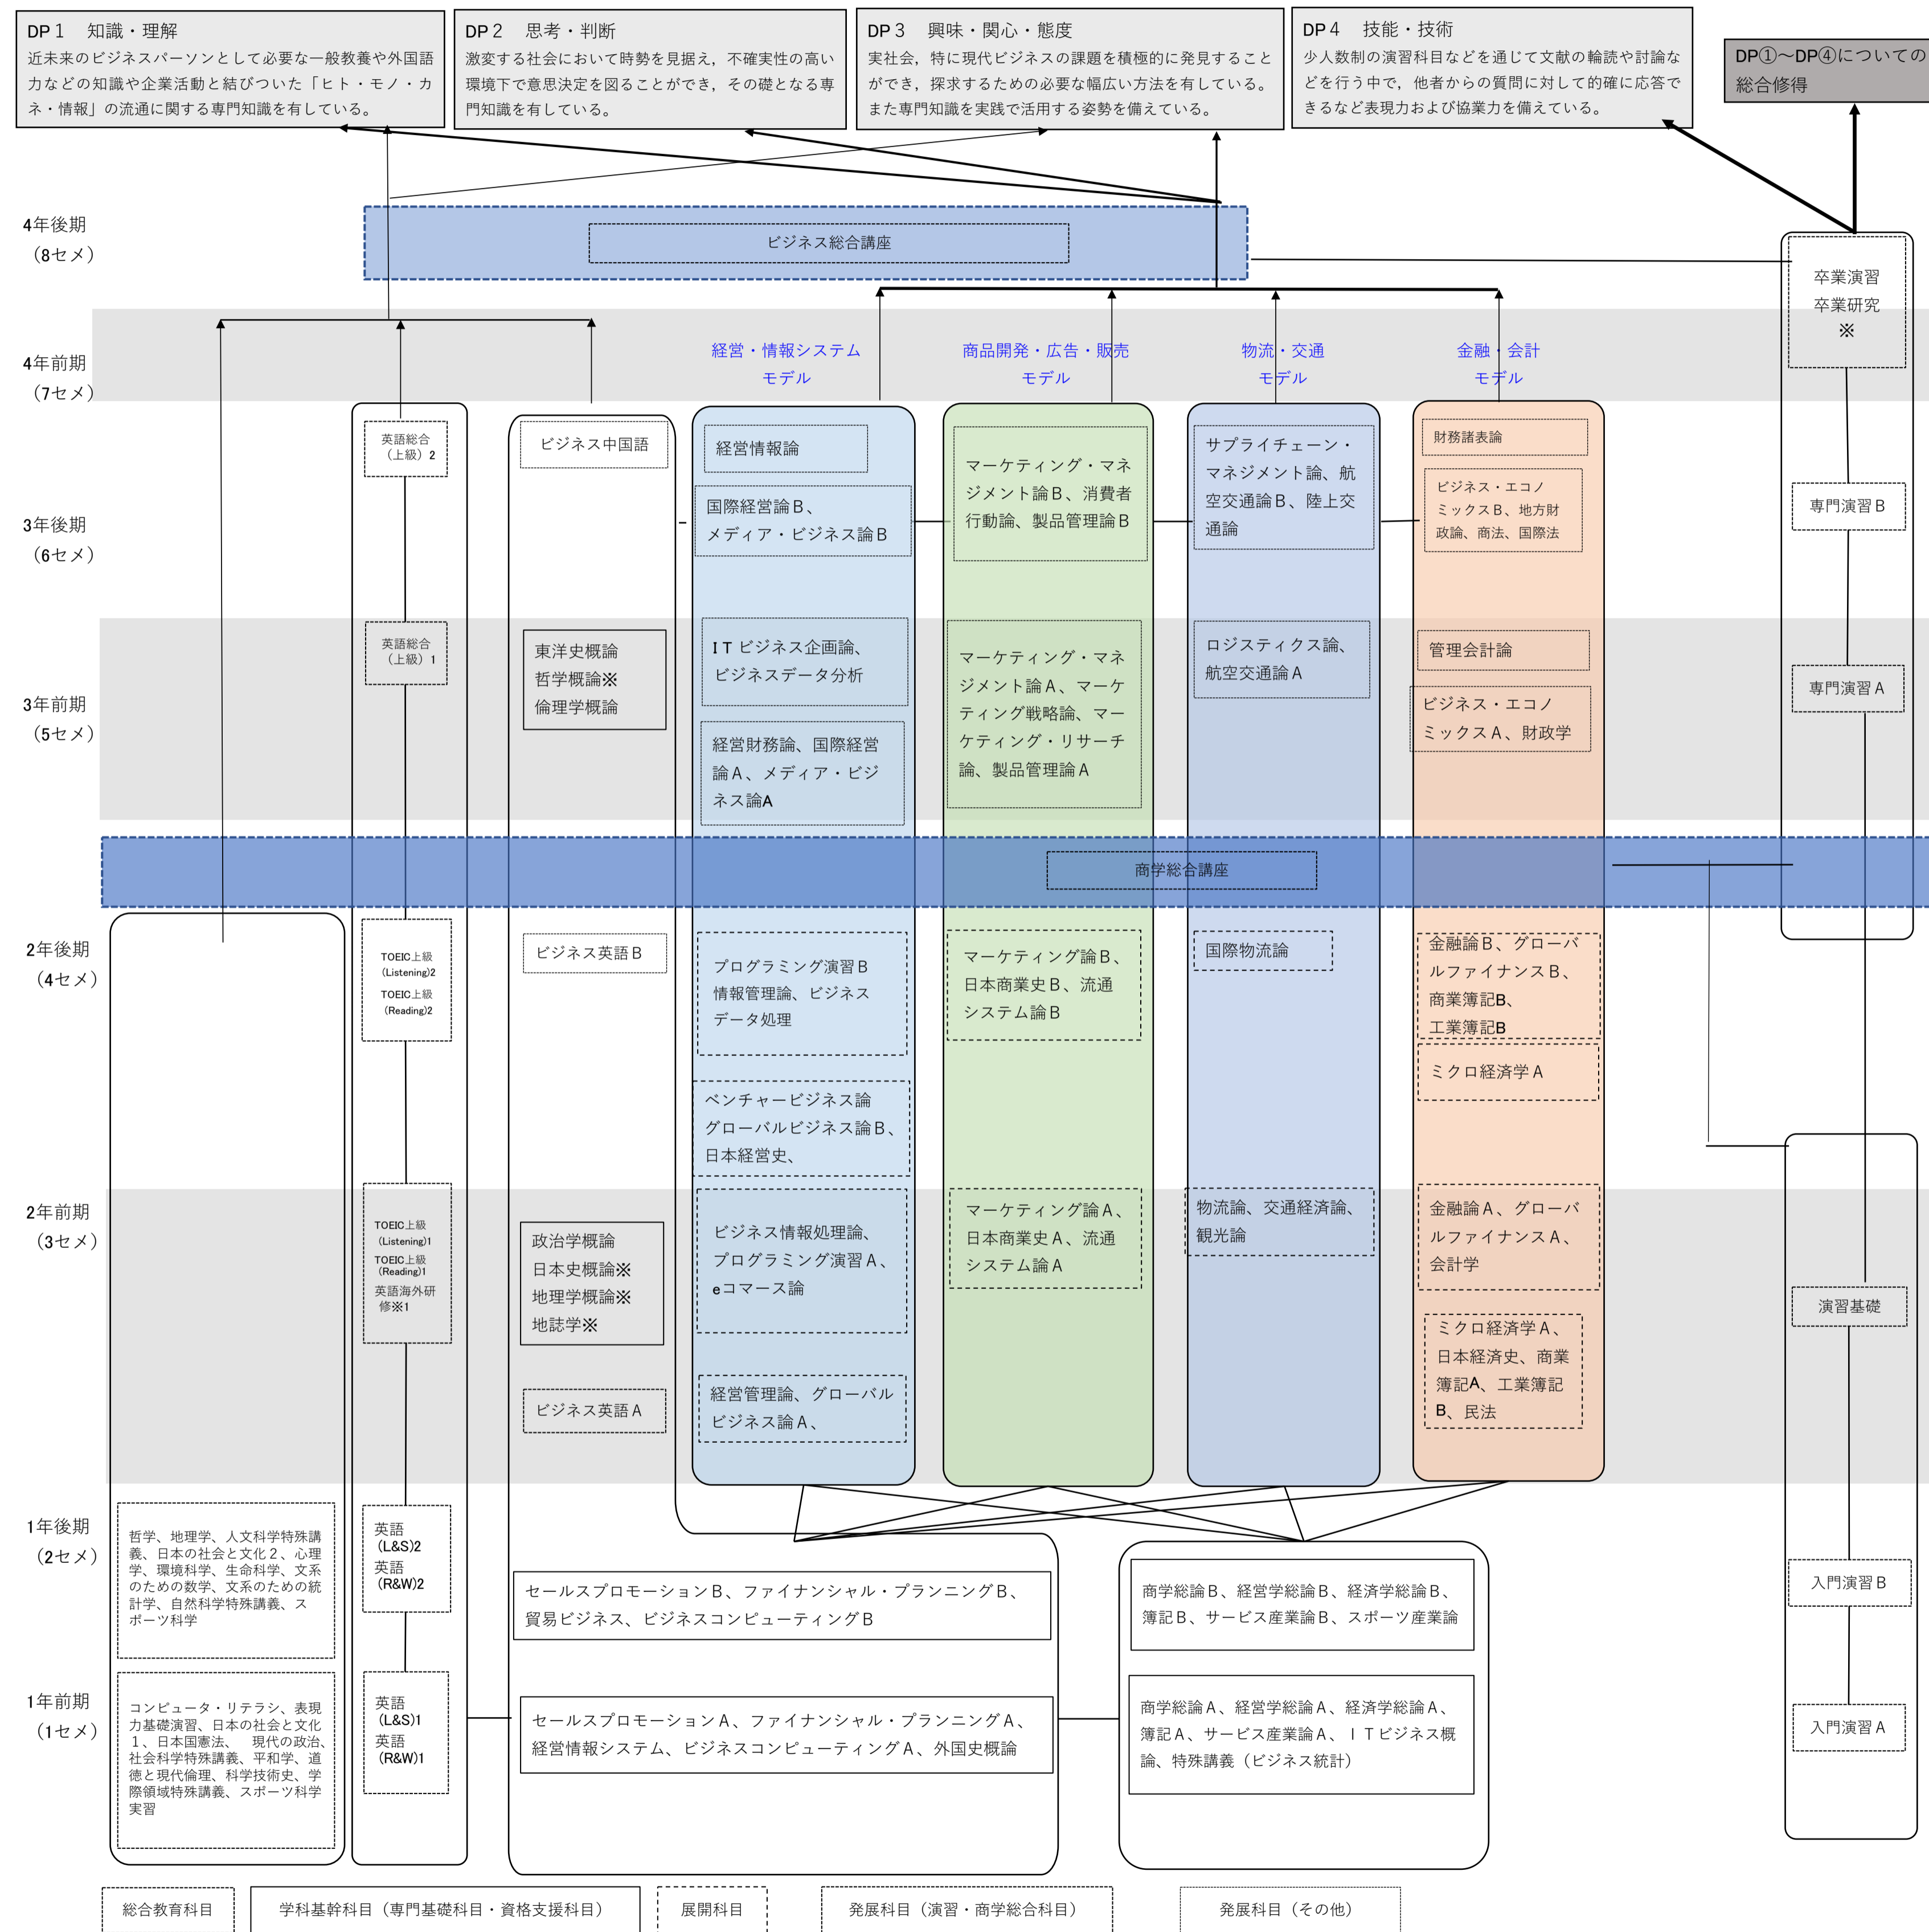 DP１　知識・理解
近未来のビジネスパーソンとして必要な一般教養や外国語
力などの知識や企業活動と結びついた「ヒト・モノ・カ
ネ・情報」の流通に関する専門知識を有している。
DP２　思考・判断
激変する社会において時勢を見据え，不確実性の高い
環境下で意思決定を図ることができ，その礎となる専
門知識を有している。
DP３　興味・関心・態度
実社会，特に現代ビジネスの課題を積極的に発見すること
ができ，探求するための必要な幅広い方法を有している。
また専門知識を実践で活用する姿勢を備えている。
DP４　技能・技術
少人数制の演習科目などを通じて文献の輪読や討論な
どを行う中で，他者からの質問に対して的確に応答で
きるなど表現力および協業力を備えている。
DP①～DP④についての
総合修得
4年後期
（8セメ）
ビジネス総合講座
卒業演習
卒業研究
※
4年前期
（7セメ）
経営・情報システム
モデル
商品開発・広告・販売
モデル
物流・交通
モデル
金融・会計
モデル
3年後期
（6セメ）
英語総合
（上級）2
ビジネス中国語
経営情報論
国際経営論Ｂ、
メディア・ビジネス論Ｂ
マーケティング・マネ
ジメント論Ｂ、消費者
行動論、製品管理論Ｂ
サプライチェーン・
マネジメント論、航
空交通論Ｂ、陸上交
通論
財務諸表論
ビジネス・エコノ
ミックスＢ、地方財
政論、商法、国際法
専門演習Ｂ
3年前期
（5セメ）
英語総合
（上級）1
東洋史概論
哲学概論※
倫理学概論
ＩＴビジネス企画論、
ビジネスデータ分析
経営財務論、国際経営
論Ａ、メディア・ビジ
ネス論A
マーケティング・マネ
ジメント論Ａ、マーケ
ティング戦略論、マー
ケティング・リサーチ
論、製品管理論Ａ
ロジスティクス論、
航空交通論Ａ
管理会計論
ビジネス・エコノ
ミックスＡ、財政学
専門演習Ａ
商学総合講座
2年後期
（4セメ）
TOEIC上級
(Listening)2
TOEIC上級
(Reading)2
ビジネス英語Ｂ
プログラミング演習Ｂ
情報管理論、ビジネス
データ処理
ベンチャービジネス論
グローバルビジネス論Ｂ、
日本経営史、
マーケティング論Ｂ、
日本商業史Ｂ、流通
システム論Ｂ
国際物流論
金融論Ｂ、グローバ
ルファイナンスＢ、
商業簿記B、
工業簿記B
ミクロ経済学Ａ
2年前期
（3セメ）
TOEIC上級
(Listening)1
TOEIC上級
(Reading)1
英語海外研
修※1
政治学概論
日本史概論※
地理学概論※
地誌学※
ビジネス英語Ａ
ビジネス情報処理論、
プログラミング演習Ａ、
eコマース論
経営管理論、グローバル
ビジネス論Ａ、
マーケティング論Ａ、
日本商業史Ａ、流通
システム論Ａ
物流論、交通経済論、
観光論
金融論Ａ、グローバ
ルファイナンスＡ、
会計学
ミクロ経済学Ａ、
日本経済史、商業
簿記A、工業簿記
B、民法
演習基礎
1年後期
（2セメ）
哲学、地理学、人文科学特殊講
義、日本の社会と文化２、心理
学、環境科学、生命科学、文系
のための数学、文系のための統
計学、自然科学特殊講義、ス
ポーツ科学
英語
(L&S)2
英語
(R&W)2
セールスプロモーションＢ、ファイナンシャル・プランニングＢ、
貿易ビジネス、ビジネスコンピューティングＢ
商学総論Ｂ、経営学総論Ｂ、経済学総論Ｂ、
簿記Ｂ、サービス産業論Ｂ、スポーツ産業論
入門演習Ｂ
1年前期
（1セメ）
コンピュータ・リテラシ、表現
力基礎演習、日本の社会と文化
１、日本国憲法、　現代の政治、
社会科学特殊講義、平和学、道
徳と現代倫理、科学技術史、学
際領域特殊講義、スポーツ科学
実習
英語
(L&S)1
英語
(R&W)1
セールスプロモーションＡ、ファイナンシャル・プランニングＡ、
経営情報システム、ビジネスコンピューティングＡ、外国史概論
商学総論Ａ、経営学総論Ａ、経済学総論Ａ、
簿記Ａ、サービス産業論Ａ、ＩＴビジネス概
論、特殊講義（ビジネス統計）
入門演習Ａ
総合教育科目
学科基幹科目（専門基礎科目・資格支援科目）
展開科目
発展科目（演習・商学総合科目）
発展科目（その他）